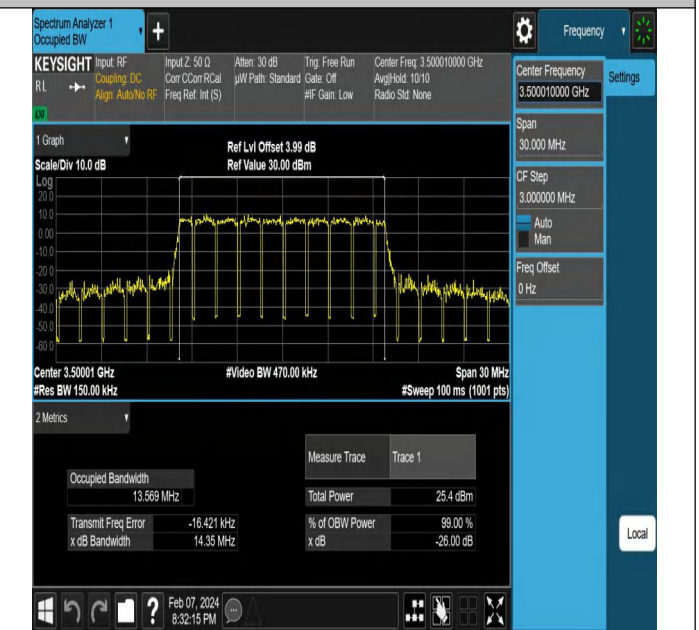 Spectrum Analyzer 1
Occupied BW
+
Frequency
KEYSIGHT
RL
LXI
Input: RF
Coupling: DC
Align: Auto/No RF
Input Z: 50 Ω
Corr CCorr RCal
Freq Ref: Int (S)
Atten: 30 dB
µW Path: Standard
Trig: Free Run
Gate: Off
#IF Gain: Low
Center Freq: 3.500010000 GHz
Avg|Hold: 10/10
Radio Std: None
Center Frequency
3.500010000 GHz
Settings
Span
30.000 MHz
CF Step
3.000000 MHz
Auto
Man
Freq Offset
0 Hz
Local
1 Graph
Scale/Div 10.0 dB
Ref Lvl Offset 3.99 dB
Ref Value 30.00 dBm
Log
20.0
10.0
0.00
-10.0
-20.0
-30.0
-40.0
-50.0
-60.0
Center 3.50001 GHz
#Video BW 470.00 kHz
Span 30 MHz
#Res BW 150.00 kHz
#Sweep 100 ms (1001 pts)
2 Metrics
Measure Trace Trace 1
Occupied Bandwidth
13.569 MHz
Total Power 25.4 dBm
Transmit Freq Error -16.421 kHz
% of OBW Power 99.00 %
x dB Bandwidth 14.35 MHz
x dB -26.00 dB
?
Feb 07, 2024
8:32:15 PM